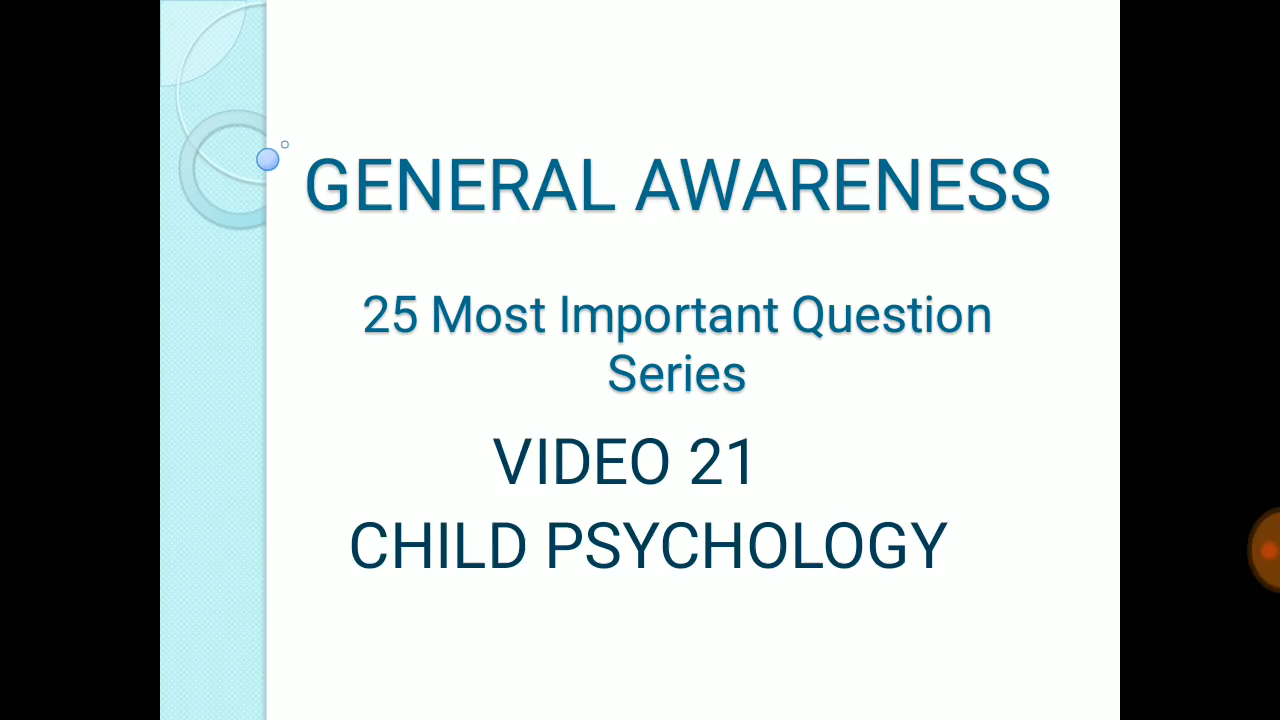 GENERAL AWARENESS
25 Most Important Question
Series
VIDEO 21
CHILD PSYCHOLOGY